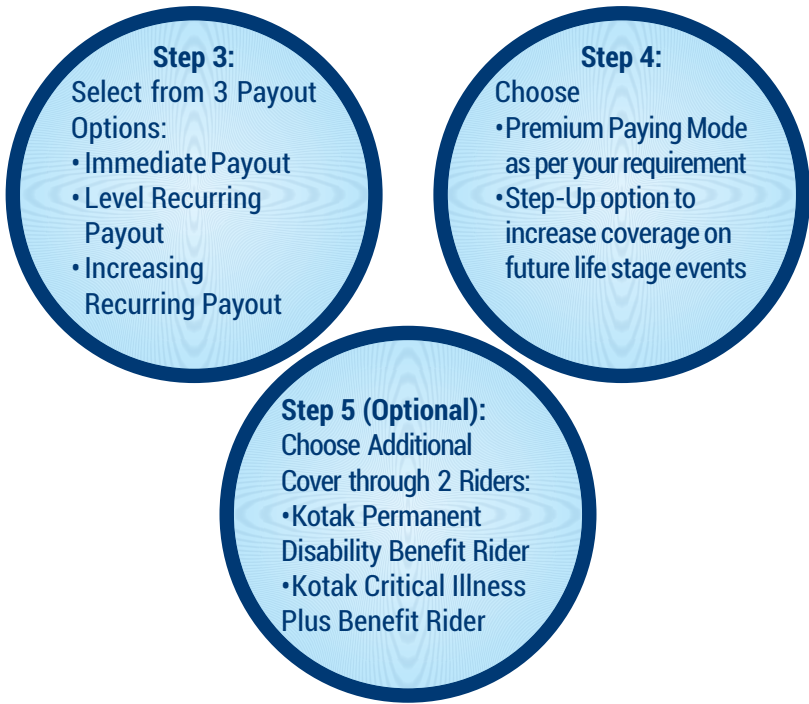 Step 3:
Select from 3 Payout
Options:
• Immediate Payout
• Level Recurring
Payout
• Increasing
Recurring Payout
Step 4:
Choose
•Premium Paying Mode
as per your requirement
•Step-Up option to
increase coverage on
future life stage events
Step 5 (Optional):
Choose Additional
Cover through 2 Riders:
•Kotak Permanent
Disability Benefit Rider
•Kotak Critical Illness
Plus Benefit Rider